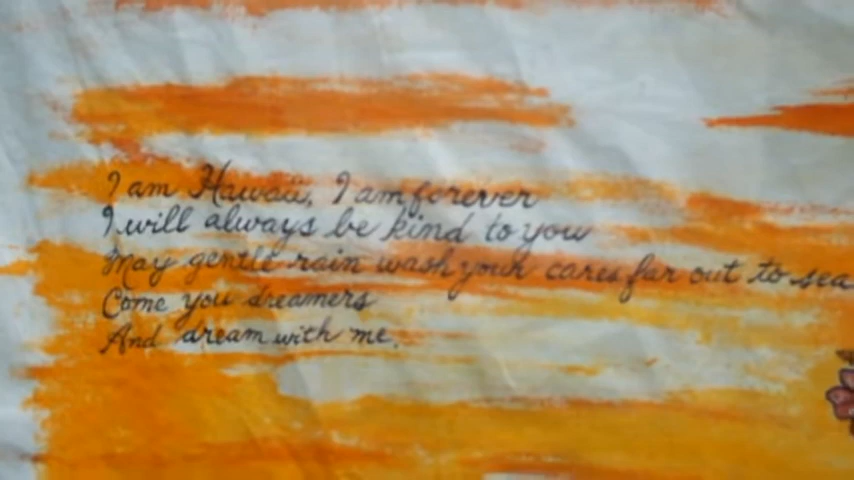 I am Hawaii, I am forever
I will always be kind to you
May gentle rain wash your cares far out to sea
Come you dreamers
And dream with me.